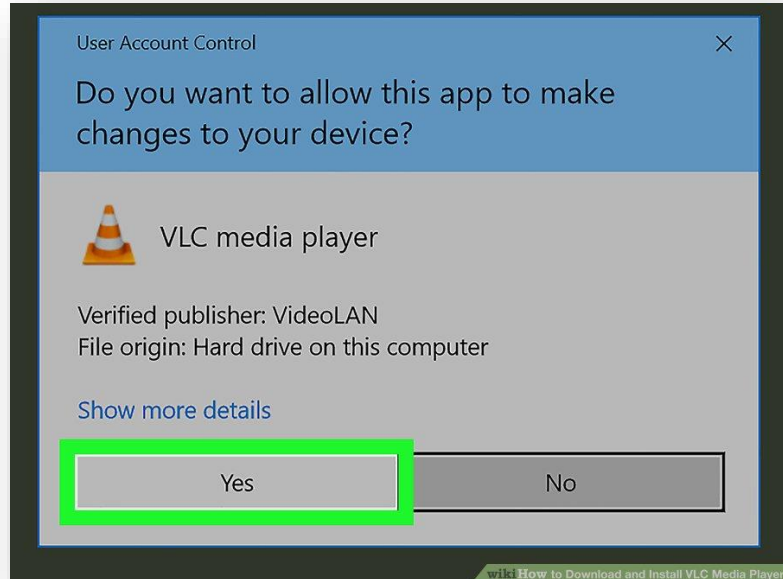 User Account Control
Do you want to allow this app to make
changes to your device?
VLC media player
Verified publisher: VideoLAN
File origin: Hard drive on this computer
Show more details
Yes
No
wikiHow to Download and Install VLC Media Player